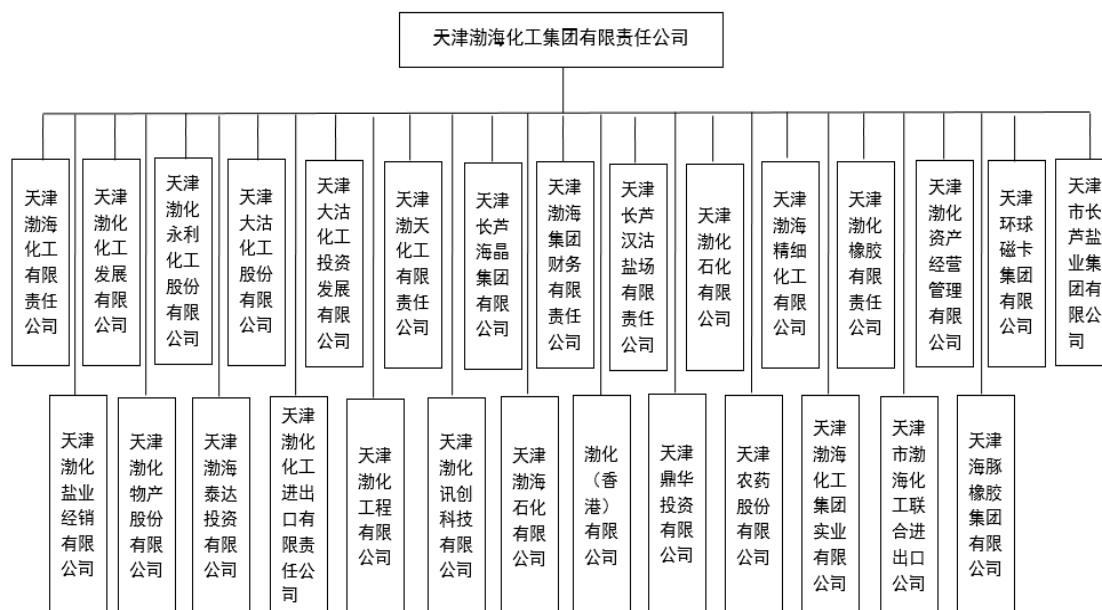 天津渤海化工集团有限责任公司
天津
渤海
化工
有限
责任
公司
天津
渤化
化工
发展
有限
公司
天津
渤化
永利
化工
股份
有限
公司
天津
大沽
化工
股份
有限
公司
天津
大沽
化工
投资
发展
有限
公司
天津
渤天
化工
有限
责任
公司
天津
长芦
海晶
集团
有限
公司
天津
渤海
集团
财务
有限
责任
公司
天津
长芦
汉沽
盐场
有限
责任
公司
天津
渤化
石化
有限
公司
天津
渤海
精细
化工
有限
公司
天津
渤化
橡胶
有限
责任
公司
天津
渤化
资产
经营
管理
有限
公司
天津
环球
磁卡
集团
有限
公司
天津
市长
芦盐
业集
团有
限公
司
天津
渤化
盐业
经销
有限
公司
天津
渤化
物产
股份
有限
公司
天津
渤海
泰达
投资
有限
公司
天津
渤化
化工
进出
口有
限责
任公
司
天津
渤化
工程
有限
公司
天津
渤化
讯创
科技
有限
公司
天津
渤海
石化
有限
公司
渤化
（香
港）
有限
公司
天津
鼎华
投资
有限
公司
天津
农药
股份
有限
公司
天津
渤海
化工
集团
实业
有限
公司
天津
市渤
海化
工联
合进
出口
公司
天津
海豚
橡胶
集团
有限
公司